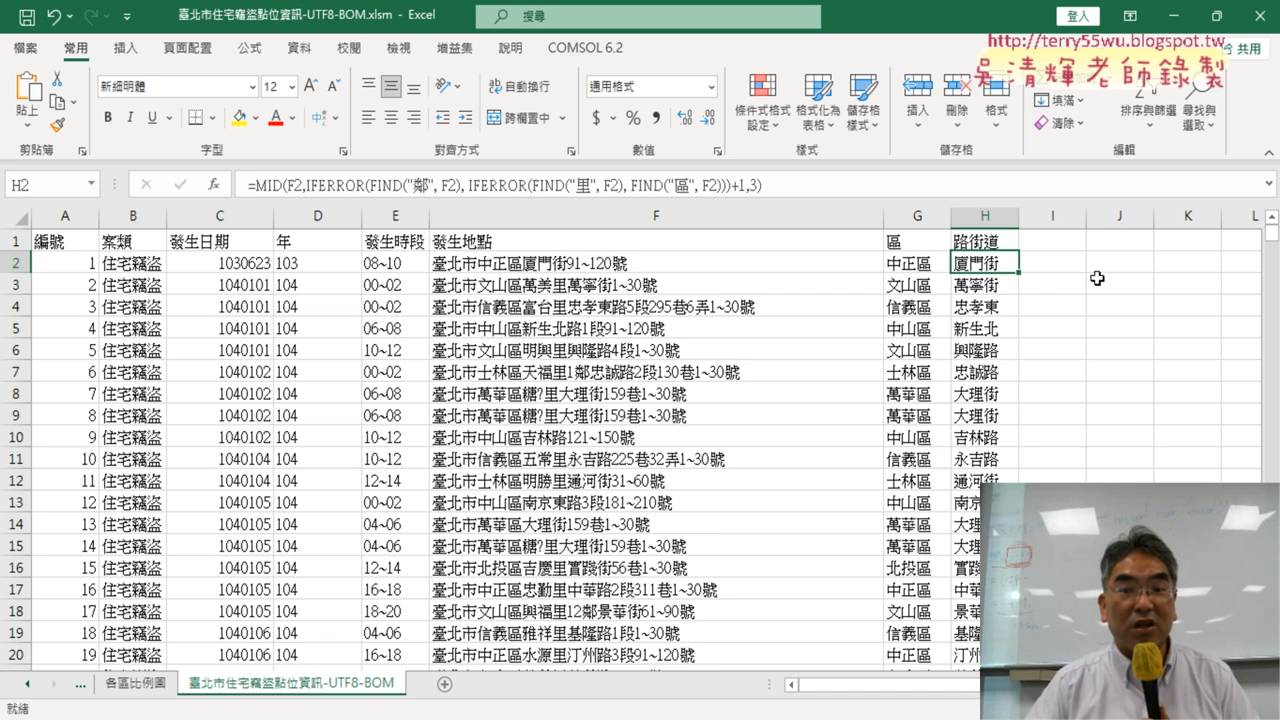 臺北市住宅竊盜點位資訊-UTF8-BOM.xlsm - Excel
搜尋
登入
檔案 常用 插入 頁面配置 公式 資料 校閱 檢視 增益集 說明 COMSOL 6.2
共用
http://terry55wu.blogspot.tw
吳清輝老師錄製
貼上
新細明體 12
自動換行
跨欄置中
通用格式
條件式格式設定
格式化為表格
儲存格樣式
插入 刪除 格式
填滿
清除
排序與篩選
尋找與選取
剪貼簿 字型 對齊方式 數值 樣式 儲存格 編輯
H2
=MID(F2,IFERROR(FIND("鄰", F2), IFERROR(FIND("里", F2), FIND("區", F2)))+1,3)
A B C D E F G H I J K L
1 編號 案類 發生日期 年 發生時段 發生地點 區 路街道
2 1 住宅竊盜 1030623 103 08~10 臺北市中正區廈門街91~120號 中正區 廈門街
3 2 住宅竊盜 1040101 104 00~02 臺北市文山區萬美里萬寧街1~30號 文山區 萬寧街
4 3 住宅竊盜 1040101 104 00~02 臺北市信義區富台里忠孝東路5段295巷6弄1~30號 信義區 忠孝東
5 4 住宅竊盜 1040101 104 06~08 臺北市中山區新生北路1段91~120號 中山區 新生北
6 5 住宅竊盜 1040101 104 10~12 臺北市文山區明興里興隆路4段1~30號 文山區 興隆路
7 6 住宅竊盜 1040102 104 00~02 臺北市士林區天福里1鄰忠誠路2段130巷1~30號 士林區 忠誠路
8 7 住宅竊盜 1040102 104 06~08 臺北市萬華區糖?里大理街159巷1~30號 萬華區 大理街
9 8 住宅竊盜 1040102 104 06~08 臺北市萬華區糖?里大理街159巷1~30號 萬華區 大理街
10 9 住宅竊盜 1040102 104 10~12 臺北市中山區吉林路121~150號 中山區 吉林路
11 10 住宅竊盜 1040104 104 10~12 臺北市信義區五常里永吉路225巷32弄1~30號 信義區 永吉路
12 11 住宅竊盜 1040104 104 12~14 臺北市士林區明勝里通河街31~60號 士林區 通河街
13 12 住宅竊盜 1040105 104 00~02 臺北市中山區南京東路3段181~210號 中山區 南京
14 13 住宅竊盜 1040105 104 04~06 臺北市萬華區大理街159巷1~30號 萬華區 大理
15 14 住宅竊盜 1040105 104 04~06 臺北市萬華區糖?里大理街159巷1~30號 萬華區 大理
16 15 住宅竊盜 1040105 104 12~14 臺北市北投區吉慶里實踐街56巷1~30號 北投區 實踐
17 16 住宅竊盜 1040105 104 16~18 臺北市中正區忠勤里中華路2段311巷1~30號 中正區 中華
18 17 住宅竊盜 1040105 104 18~20 臺北市文山區興福里12鄰景華街61~90號 文山區 景華
19 18 住宅竊盜 1040106 104 04~06 臺北市信義區雅祥里基隆路1段1~30號 信義區 基隆
20 19 住宅竊盜 1040106 104 16~18 臺北市中正區水源里汀州路3段91~120號 中正區 汀州
... 各區比例圖 臺北市住宅竊盜點位資訊-UTF8-BOM
就緒